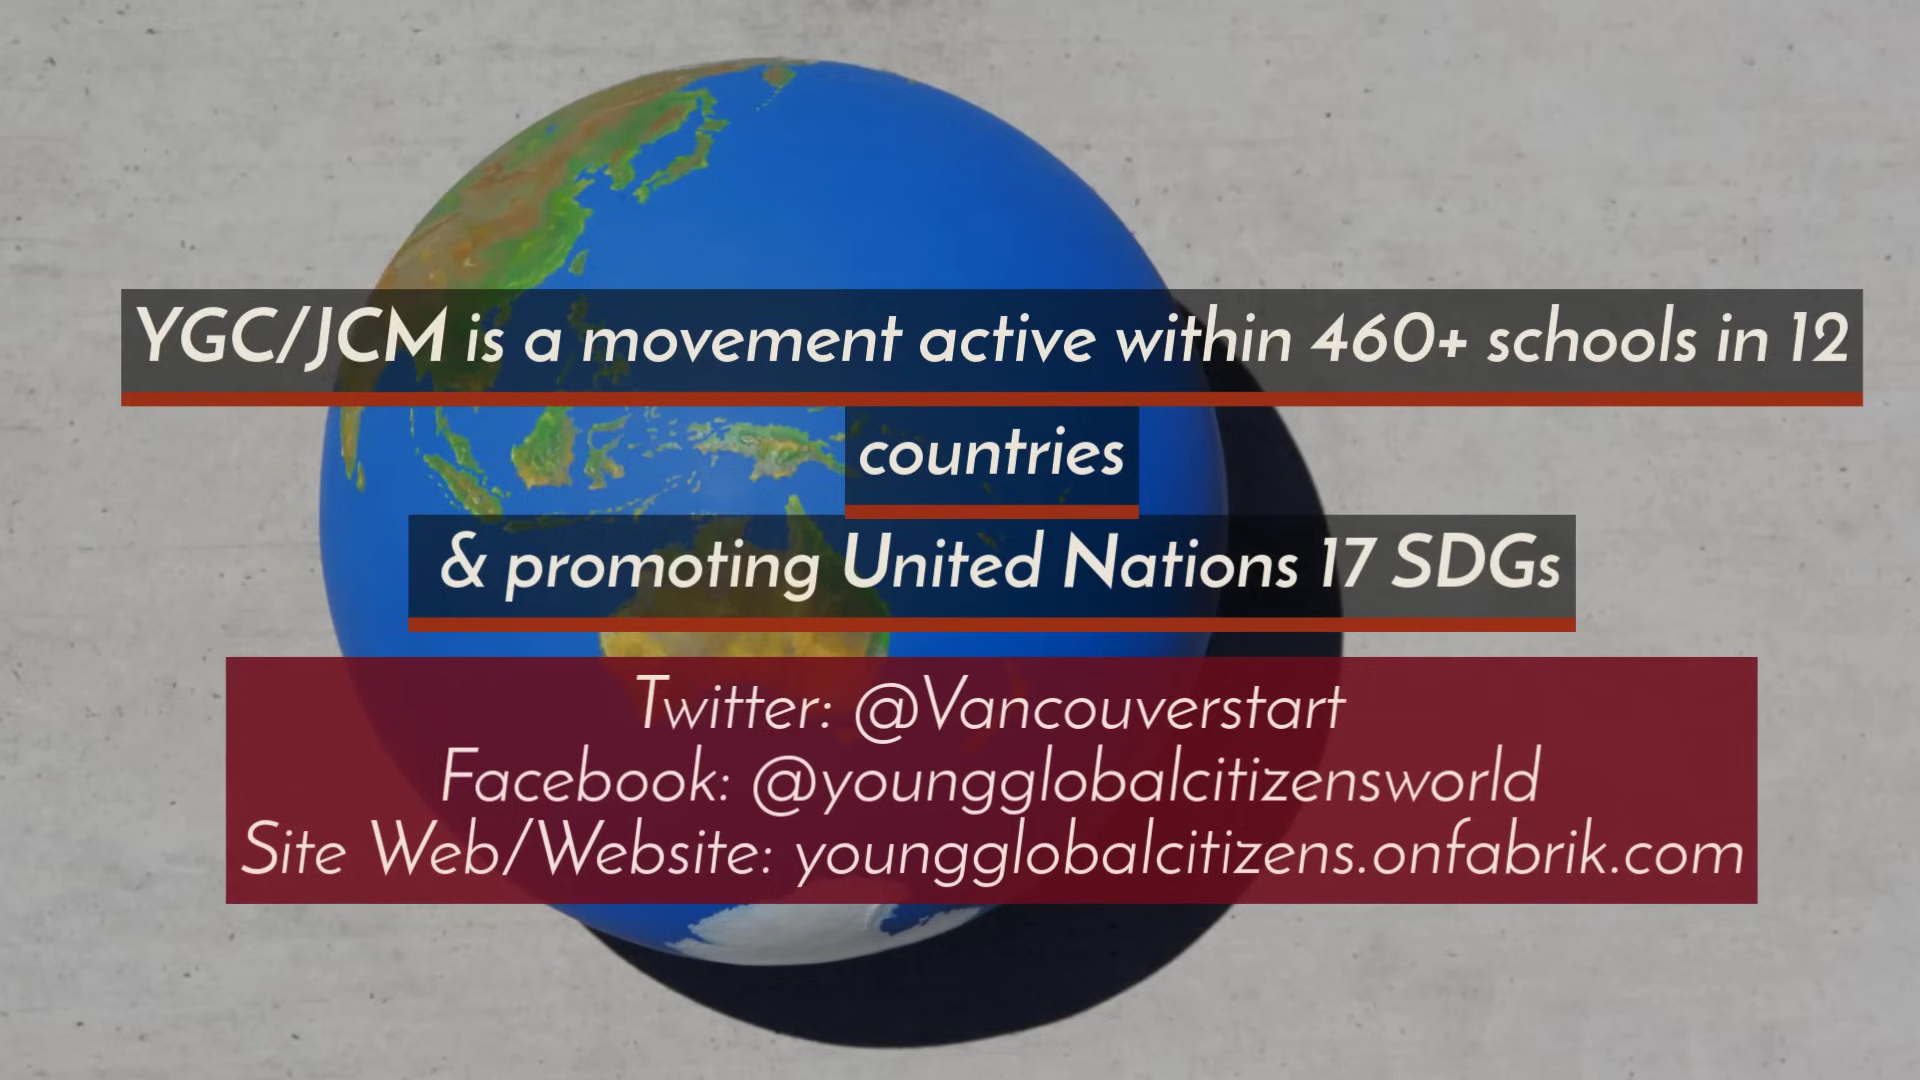 YGC/JCM is a movement active within 460+ schools in 12
countries
& promoting United Nations 17 SDGs
Twitter: @Vancouverstart
Facebook: @youngglobalcitizensworld
Site Web/Website: youngglobalcitizens.onfabrik.com